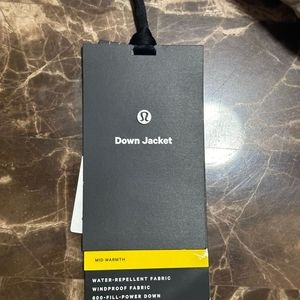 Down Jacket
MID WARMTH
WATER-REPELLENT FABRIC
WINDPROOF FABRIC
600-FILL-POWER DOWN